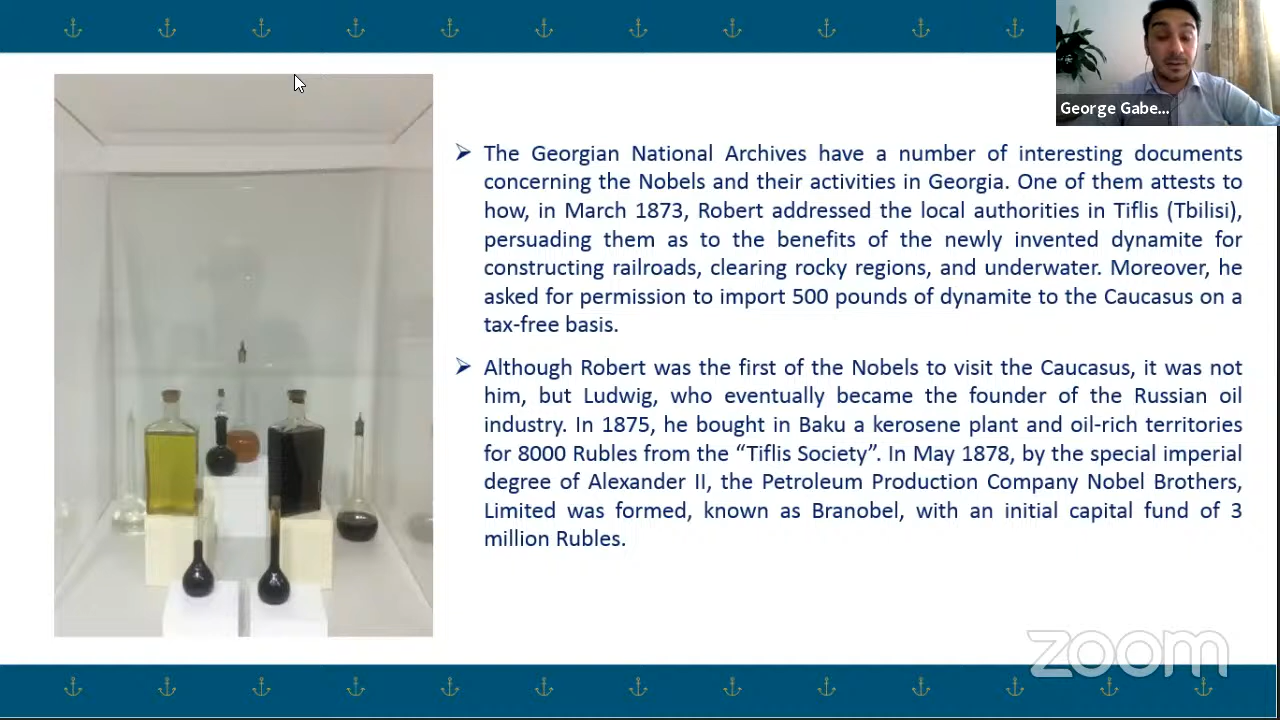 George Gabe...
➤ The Georgian National Archives have a number of interesting documents
concerning the Nobels and their activities in Georgia. One of them attests to
how, in March 1873, Robert addressed the local authorities in Tiflis (Tbilisi),
persuading them as to the benefits of the newly invented dynamite for
constructing railroads, clearing rocky regions, and underwater. Moreover, he
asked for permission to import 500 pounds of dynamite to the Caucasus on a
tax-free basis.
➤ Although Robert was the first of the Nobels to visit the Caucasus, it was not
him, but Ludwig, who eventually became the founder of the Russian oil
industry. In 1875, he bought in Baku a kerosene plant and oil-rich territories
for 8000 Rubles from the “Tiflis Society”. In May 1878, by the special imperial
degree of Alexander II, the Petroleum Production Company Nobel Brothers,
Limited was formed, known as Branobel, with an initial capital fund of 3
million Rubles.
zoom